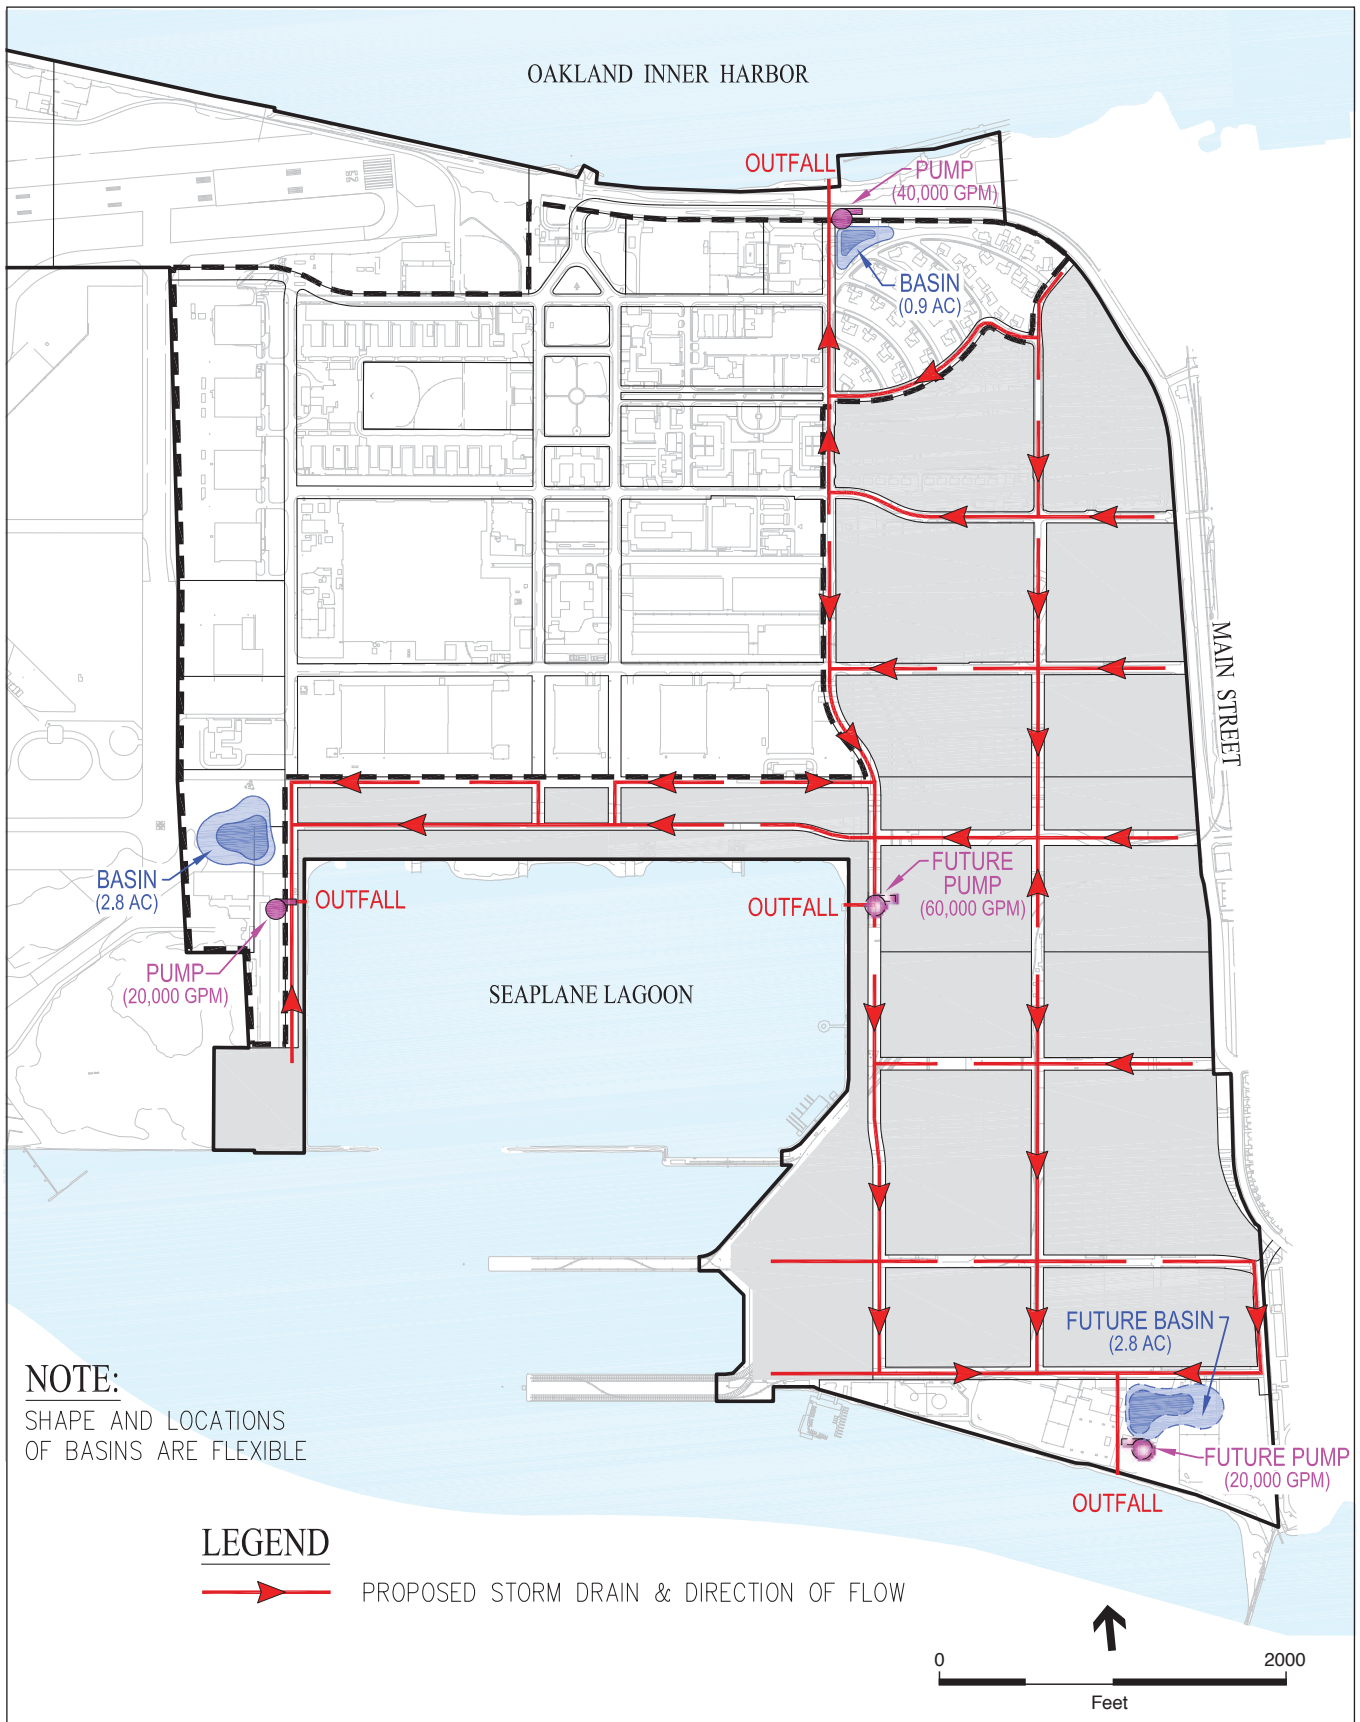 OAKLAND INNER HARBOR
OUTFALL
PUMP
(40,000 GPM)
BASIN
(0.9 AC)
MAIN STREET
BASIN
(2.8 AC)
OUTFALL
PUMP
(20,000 GPM)
FUTURE
PUMP
(60,000 GPM)
OUTFALL
SEAPLANE LAGOON
FUTURE BASIN
(2.8 AC)
FUTURE PUMP
(20,000 GPM)
OUTFALL
NOTE:
SHAPE AND LOCATIONS
OF BASINS ARE FLEXIBLE
LEGEND
PROPOSED STORM DRAIN & DIRECTION OF FLOW
0 2000
Feet